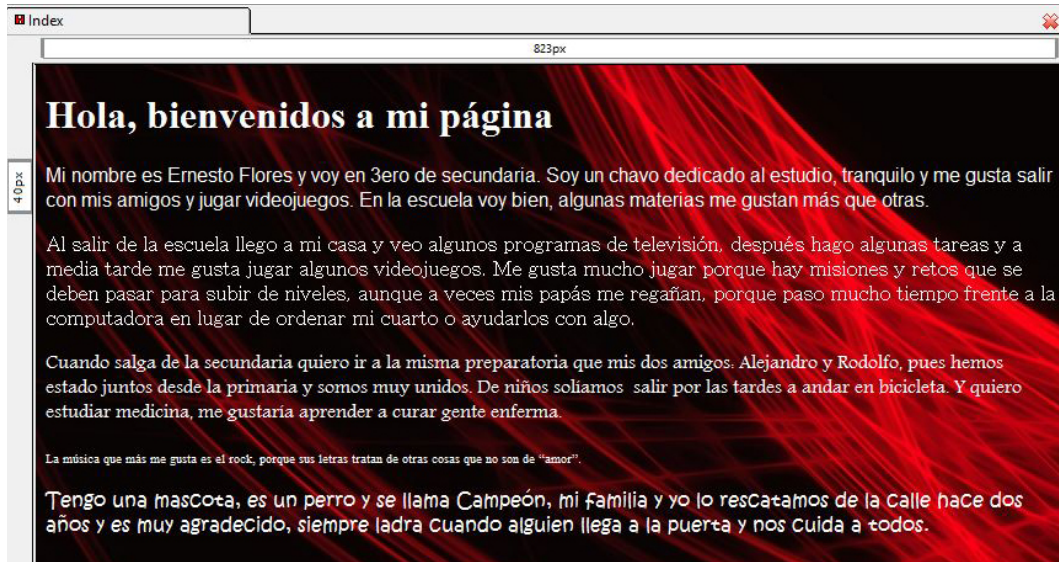 Index
823px
40px
Hola, bienvenidos a mi página
Mi nombre es Ernesto Flores y voy en 3ero de secundaria. Soy un chavo dedicado al estudio, tranquilo y me gusta salir
con mis amigos y jugar videojuegos. En la escuela voy bien, algunas materias me gustan más que otras.
Al salir de la escuela llego a mi casa y veo algunos programas de televisión, después hago algunas tareas y a
media tarde me gusta jugar algunos videojuegos. Me gusta mucho jugar porque hay misiones y retos que se
deben pasar para subir de niveles, aunque a veces mis papás me regañan, porque paso mucho tiempo frente a la
computadora en lugar de ordenar mi cuarto o ayudarlos con algo.
Cuando salga de la secundaria quiero ir a la misma preparatoria que mis dos amigos: Alejandro y Rodolfo, pues hemos
estado juntos desde la primaria y somos muy unidos. De niños solíamos  salir por las tardes a andar en bicicleta. Y quiero
estudiar medicina, me gustaría aprender a curar gente enferma.
La música que más me gusta es el rock, porque sus letras tratan de otras cosas que no son de “amor”.
Tengo una mascota, es un perro y se llama Campeón, mi familia y yo lo rescatamos de la calle hace dos
años y es muy agradecido, siempre ladra cuando alguien llega a la puerta y nos cuida a todos.